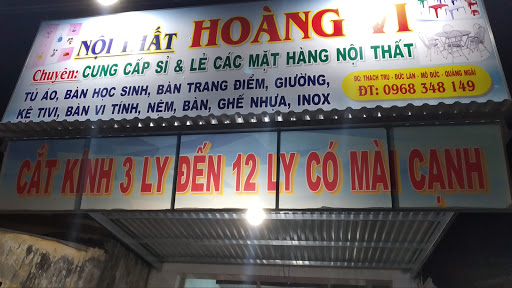 NỘI THẤT HOÀNG VI
Chuyên: CUNG CẤP SỈ & LẺ CÁC MẶT HÀNG NỘI THẤT
TỦ ÁO, BÀN HỌC SINH, BÀN TRANG ĐIỂM, GIƯỜNG,
KỆ TIVI, BÀN VI TÍNH, NỆM, BÀN, GHẾ NHỰA, INOX
ĐC: THẠCH TRỤ - ĐỨC LÂN - MỘ ĐỨC - QUẢNG NGÃI
ĐT: 0968 348 149
CẮT KÍNH 3 LY ĐẾN 12 LY CÓ MÀI CẠNH